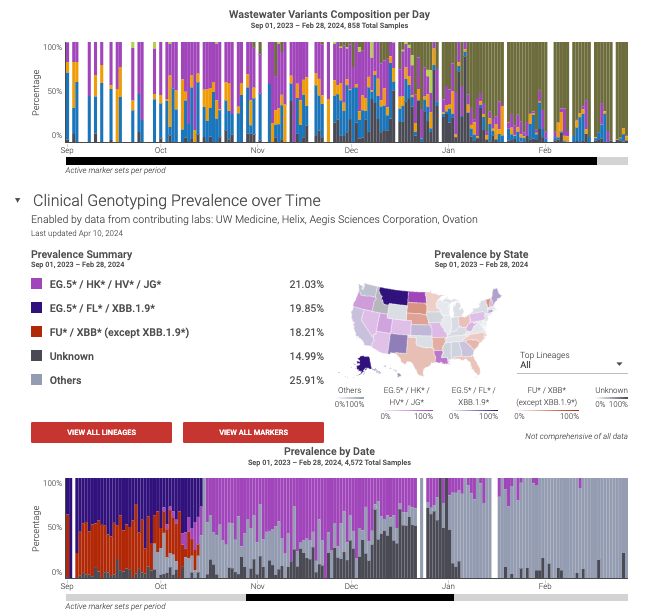 Wastewater Variants Composition per Day
Sep 01, 2023 – Feb 28, 2024, 858 Total Samples
100%
50%
0%
Percentage
Sep Oct Nov Dec Jan Feb
Active marker sets per period
Clinical Genotyping Prevalence over Time
Enabled by data from contributing labs: UW Medicine, Helix, Aegis Sciences Corporation, Ovation
Last updated Apr 10, 2024
Prevalence Summary
Sep 01, 2023 – Feb 28, 2024
EG.5* / HK* / HV* / JG* 21.03%
EG.5* / FL* / XBB.1.9* 19.85%
FU* / XBB* (except XBB.1.9*) 18.21%
Unknown 14.99%
Others 25.91%
VIEW ALL LINEAGES
VIEW ALL MARKERS
Prevalence by State
Sep 01, 2023 – Feb 28, 2024
Top Lineages
All
Others
0%100%
EG.5* / HK* /
HV* / JG*
0% 100%
EG.5* / FL* /
XBB.1.9*
0% 100%
FU* / XBB*
(except XBB.1.9*)
0% 100%
Unknown
0% 100%
Not comprehensive of all data
Prevalence by Date
Sep 01, 2023 – Feb 28, 2024, 4,572 Total Samples
100%
50%
0%
Percentage
Sep Oct Nov Dec Jan Feb
Active marker sets per period